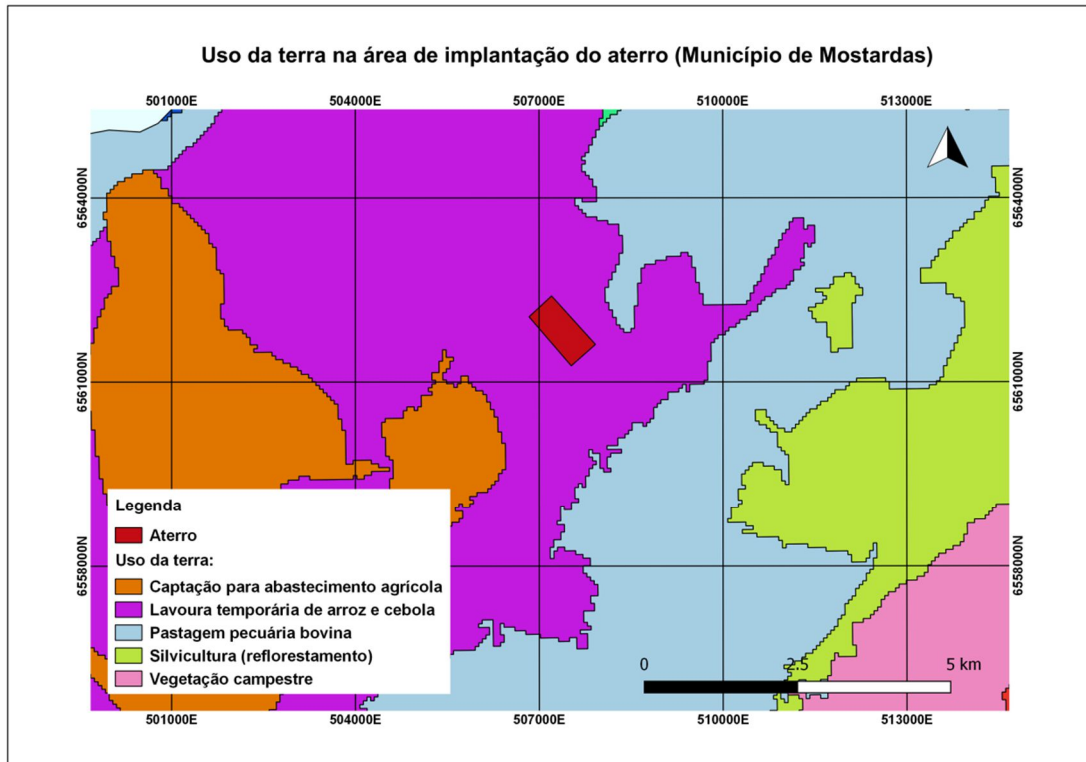 Uso da terra na área de implantação do aterro (Município de Mostardas)
501000E 504000E 507000E 510000E 513000E
6564000N 6564000N
6561000N 6561000N
6558000N 6558000N
Legenda
Aterro
Uso da terra:
Captação para abastecimento agrícola
Lavoura temporária de arroz e cebola
Pastagem pecuária bovina
Silvicultura (reflorestamento)
Vegetação campestre
0 2.5 5 km
501000E 504000E 507000E 510000E 513000E